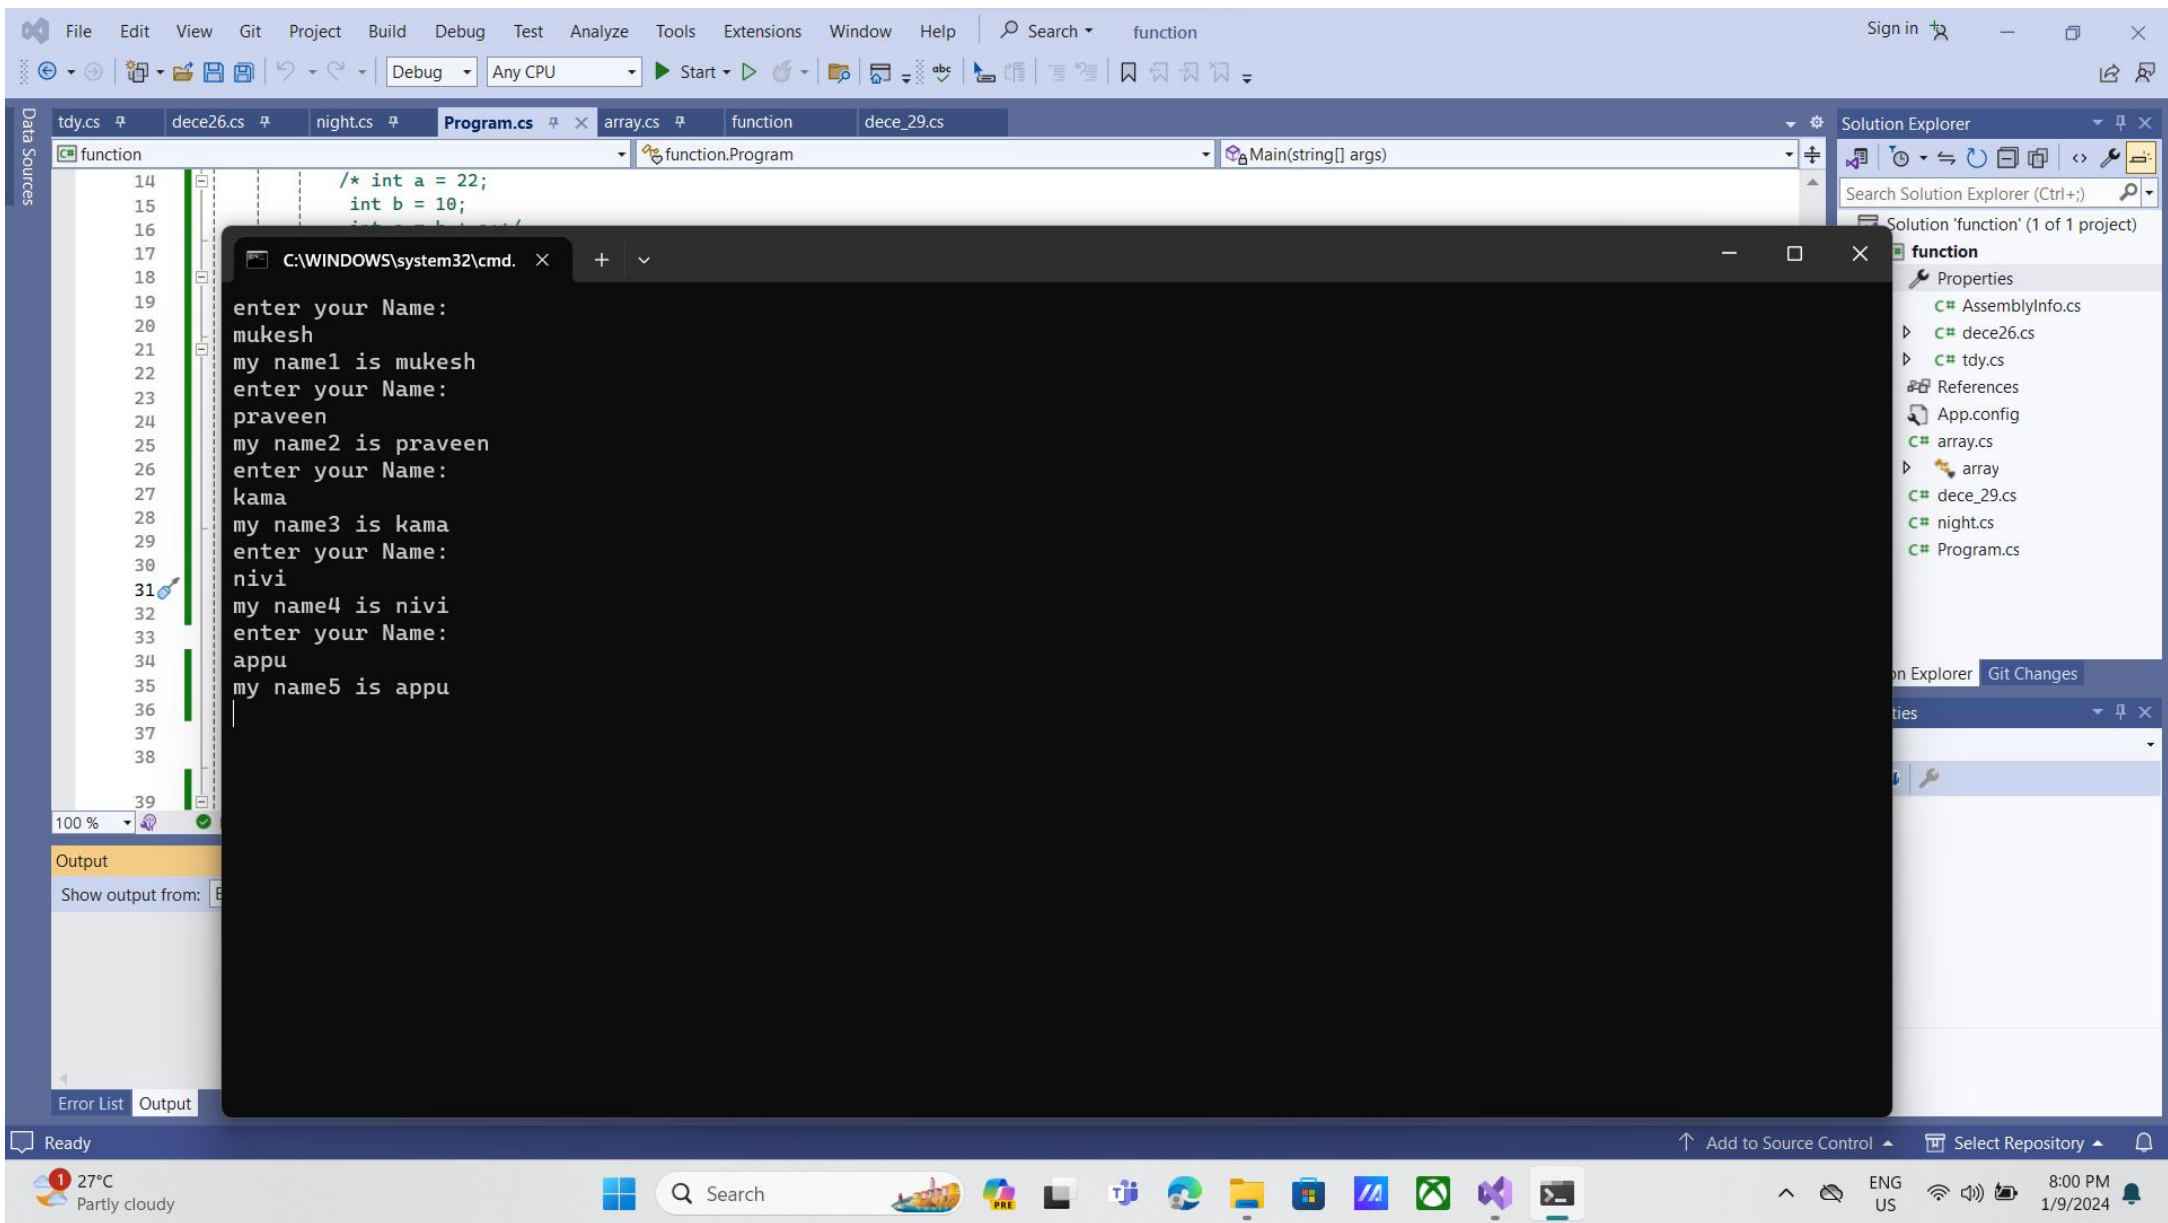 File Edit View Git Project Build Debug Test Analyze Tools Extensions Window Help Search function Sign in
Debug Any CPU Start
Data Sources
tdy.cs dece26.cs night.cs Program.cs array.cs function dece_29.cs
function function.Program Main(string[] args)
14 /* int a = 22;
15 int b = 10;
16
17
18
19
20
21
22
23
24
25
26
27
28
29
30
31
32
33
34
35
36
37
38
39
100 %
C:\WINDOWS\system32\cmd.
enter your Name:
mukesh
my name1 is mukesh
enter your Name:
praveen
my name2 is praveen
enter your Name:
kama
my name3 is kama
enter your Name:
nivi
my name4 is nivi
enter your Name:
appu
my name5 is appu
Solution Explorer
Search Solution Explorer (Ctrl+;)
Solution 'function' (1 of 1 project)
function
Properties
C# AssemblyInfo.cs
C# dece26.cs
C# tdy.cs
References
App.config
C# array.cs
array
C# dece_29.cs
C# night.cs
C# Program.cs
on Explorer Git Changes
ties
Output
Show output from:
Error List Output
Ready Add to Source Control Select Repository
1 27°C
Partly cloudy
Search
PRE
ENG
US
8:00 PM
1/9/2024